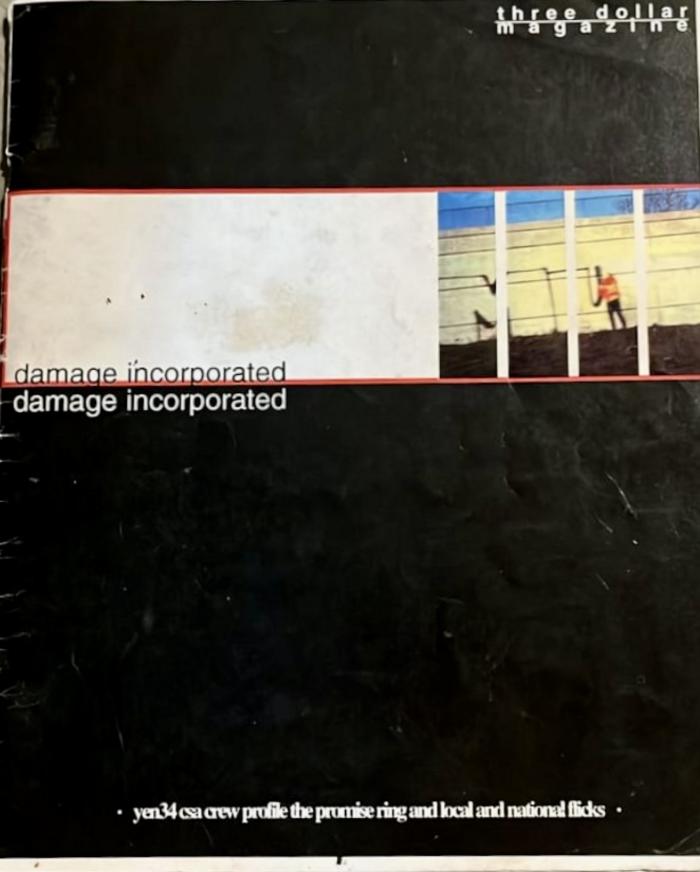 three dollar
magazine
damage incorporated
damage incorporated
· yen34 csa crew profile the promise ring and local and national flicks ·